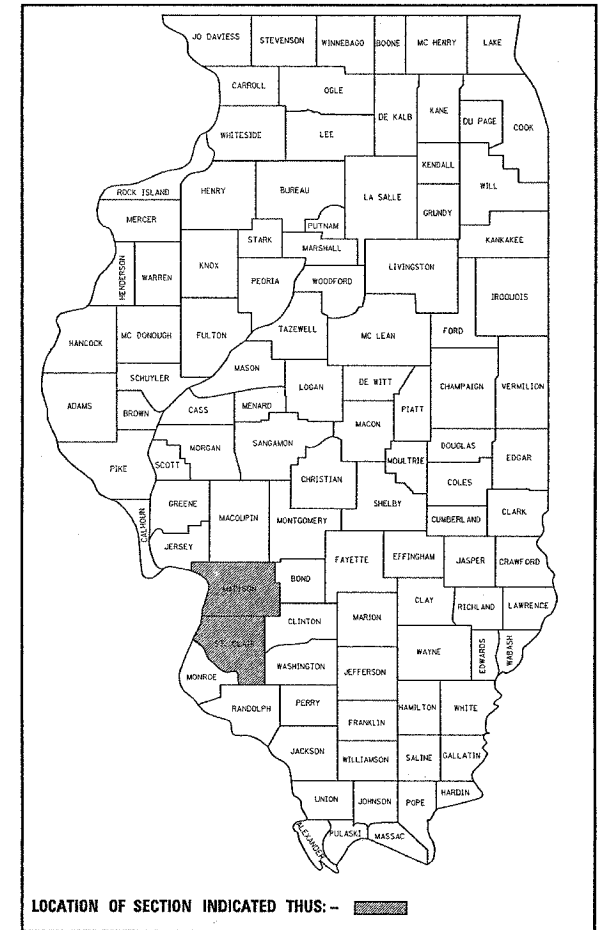 JO DAVIESS STEVENSON WINNEBAGO BOONE MC HENRY LAKE
CARROLL OGLE
DE KALB KANE DU PAGE COOK
WHITESIDE LEE
KENDALL
ROCK ISLAND HENRY BUREAU LA SALLE WILL
MERCER PUTNAM GRUNDY
STARK MARSHALL KANKAKEE
HENDERSON WARREN KNOX PEORIA WOODFORD LIVINGSTON
IROQUOIS
HANCOCK MC DONOUGH FULTON TAZEWELL MC LEAN FORD
MASON
SCHUYLER LOGAN DE WITT
ADAMS BROWN CASS MENARD PIATT CHAMPAIGN VERMILION
MACON
SCOTT MORGAN SANGAMON MOULTRIE DOUGLAS EDGAR
PIKE CHRISTIAN COLES
SHELBY
CALHOUN GREENE MACOUPIN MONTGOMERY CUMBERLAND CLARK
JERSEY FAYETTE EFFINGHAM JASPER CRAWFORD
MADISON BOND
CLAY RICHLAND LAWRENCE
CLINTON MARION
ST. CLAIR WAYNE EDWARDS WABASH
WASHINGTON JEFFERSON
MONROE
RANDOLPH PERRY HAMILTON WHITE
FRANKLIN
JACKSON WILLIAMSON SALINE GALLATIN
HARDIN
UNION JOHNSON POPE
ALEXANDER PULASKI MASSAC
LOCATION OF SECTION INDICATED THUS: -